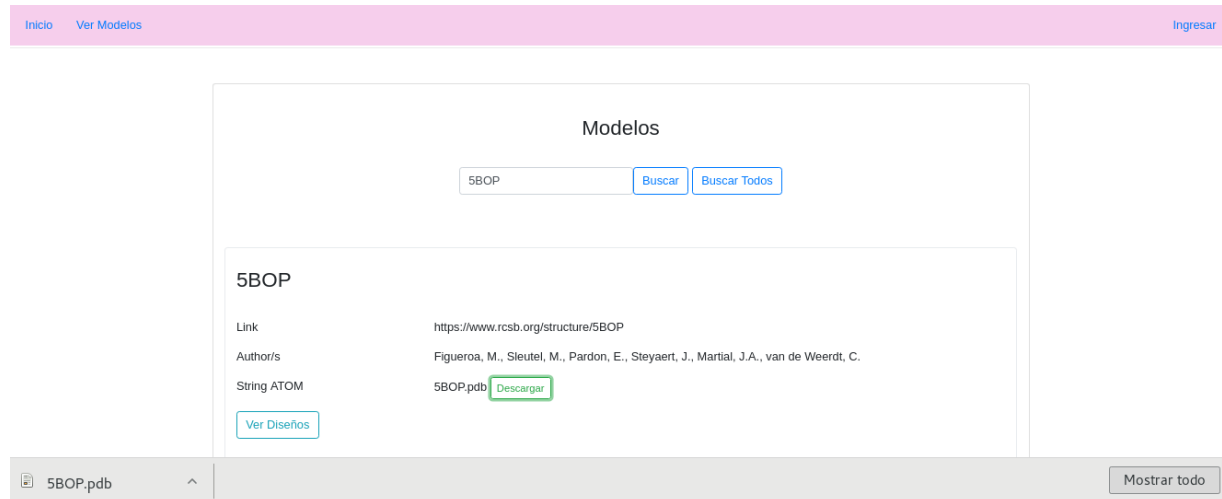 Inicio Ver Modelos Ingresar
Modelos
5BOP Buscar Buscar Todos
5BOP
Link https://www.rcsb.org/structure/5BOP
Author/s Figueroa, M., Sleutel, M., Pardon, E., Steyaert, J., Martial, J.A., van de Weerdt, C.
String ATOM 5BOP.pdb Descargar
Ver Diseños
5BOP.pdb Mostrar todo